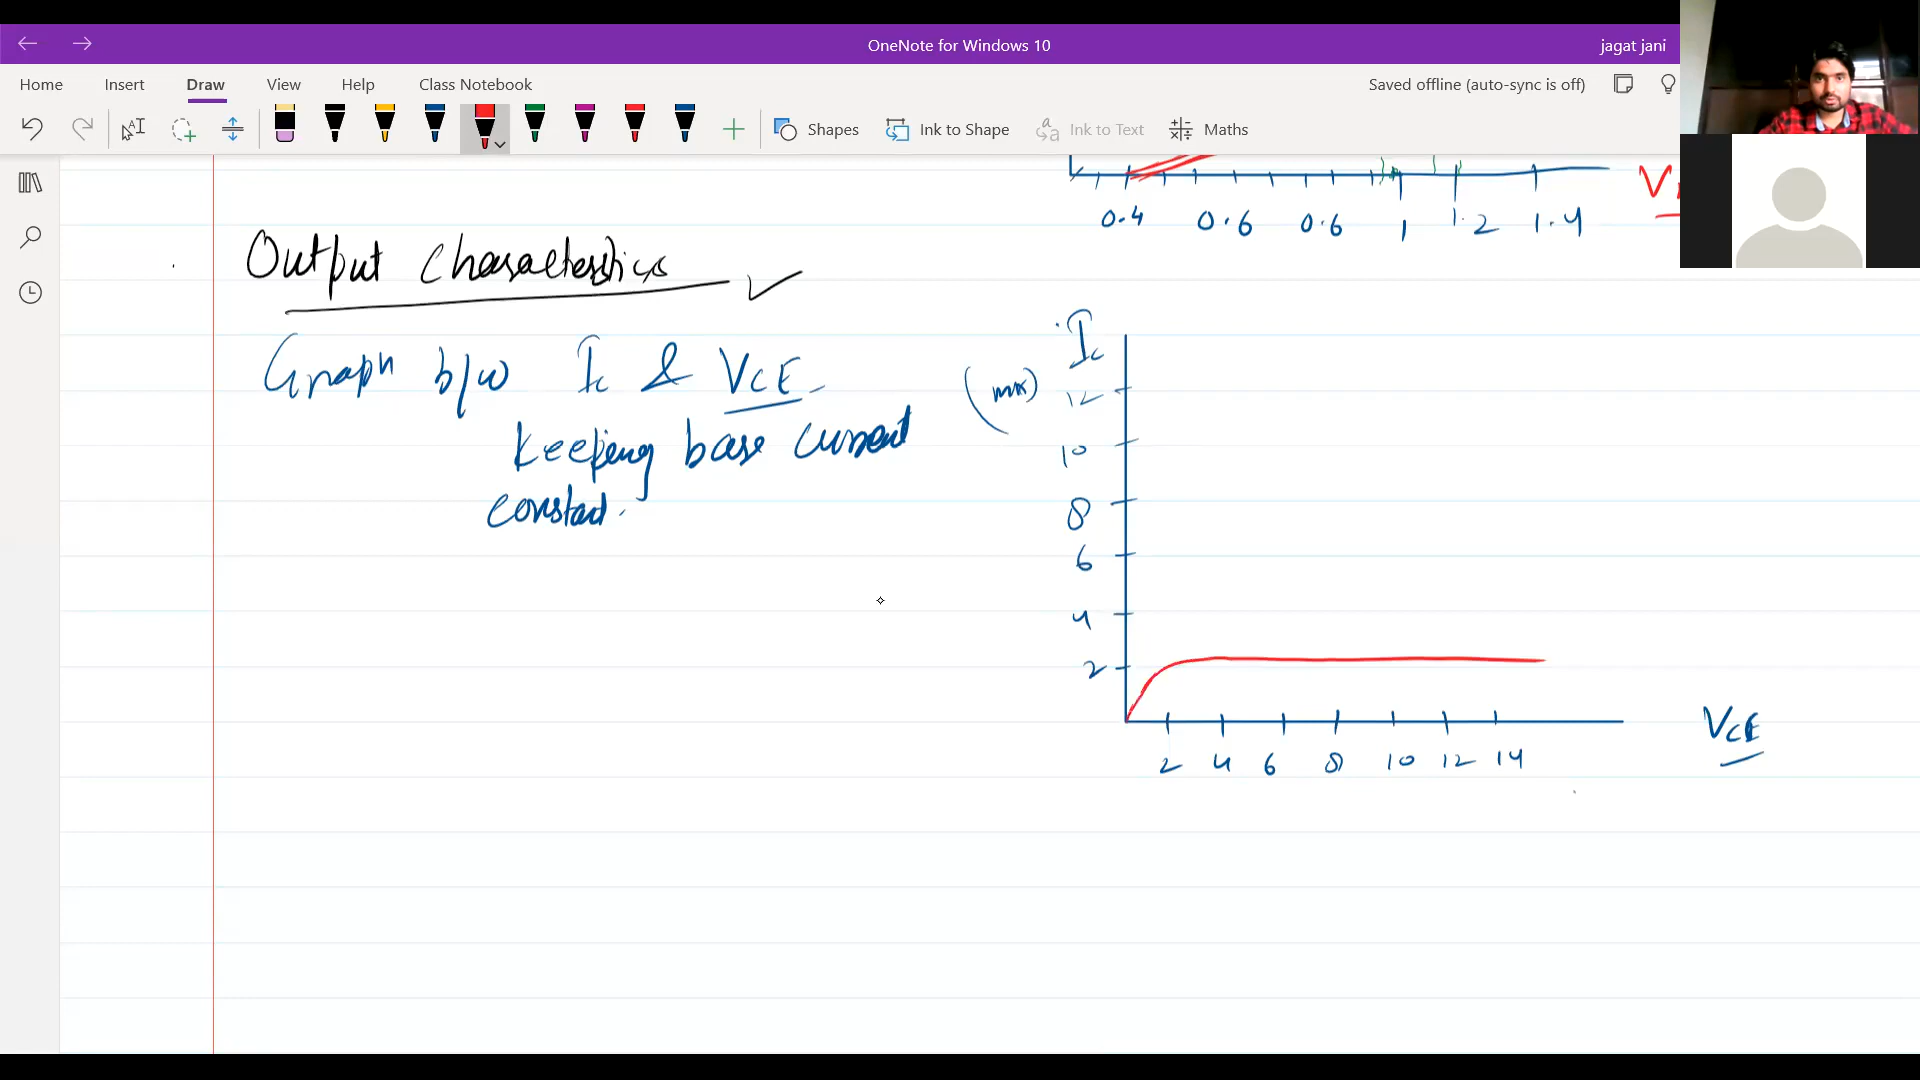 OneNote for Windows 10
jagat jani
Home Insert Draw View Help Class Notebook
Saved offline (auto-sync is off)
Shapes Ink to Shape Ink to Text Maths
0.4 0.6 0.6 1 1.2 1.4
Output Characteristics
Graph b/w Ic & VCE
keeping base current
constant.
Ic
(mA)
12
10
8
6
4
2
2 4 6 8 10 12 14
VCE